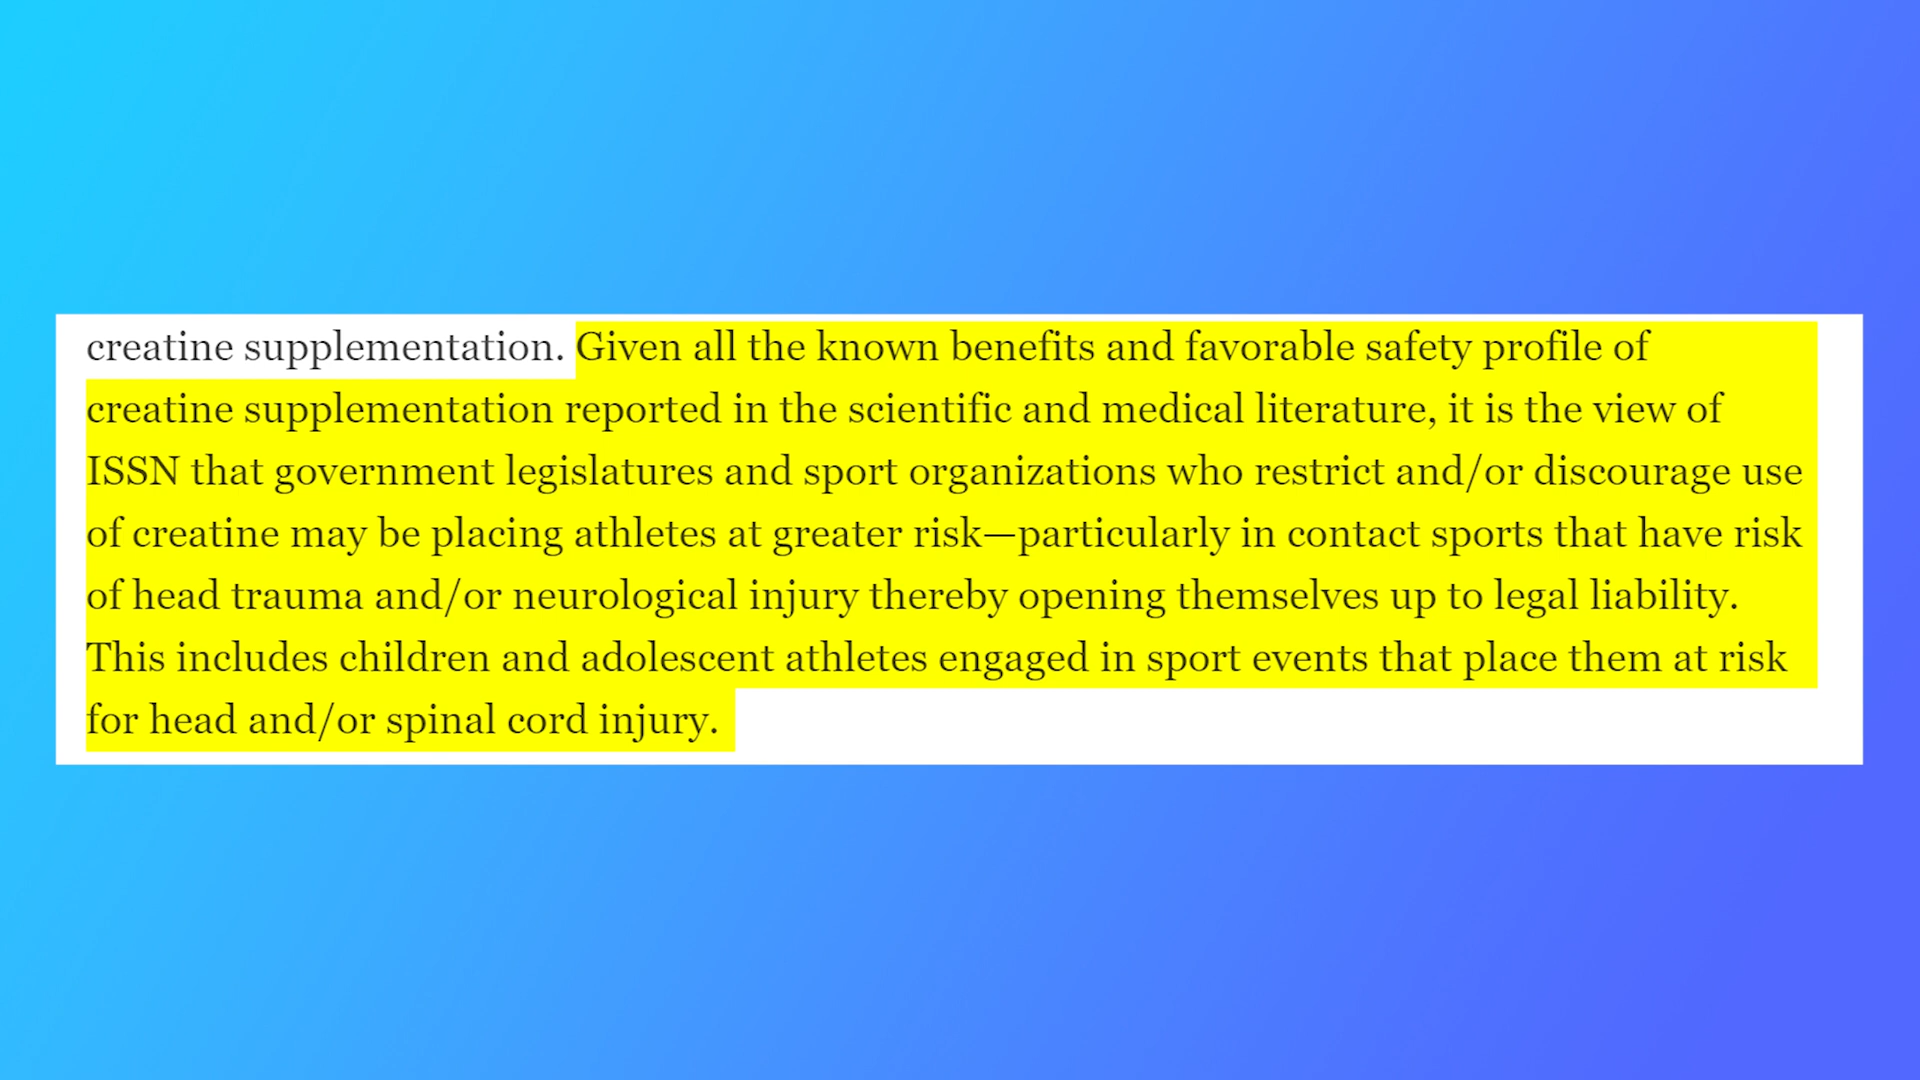 creatine supplementation. Given all the known benefits and favorable safety profile of
creatine supplementation reported in the scientific and medical literature, it is the view of
ISSN that government legislatures and sport organizations who restrict and/or discourage use
of creatine may be placing athletes at greater risk—particularly in contact sports that have risk
of head trauma and/or neurological injury thereby opening themselves up to legal liability.
This includes children and adolescent athletes engaged in sport events that place them at risk
for head and/or spinal cord injury.